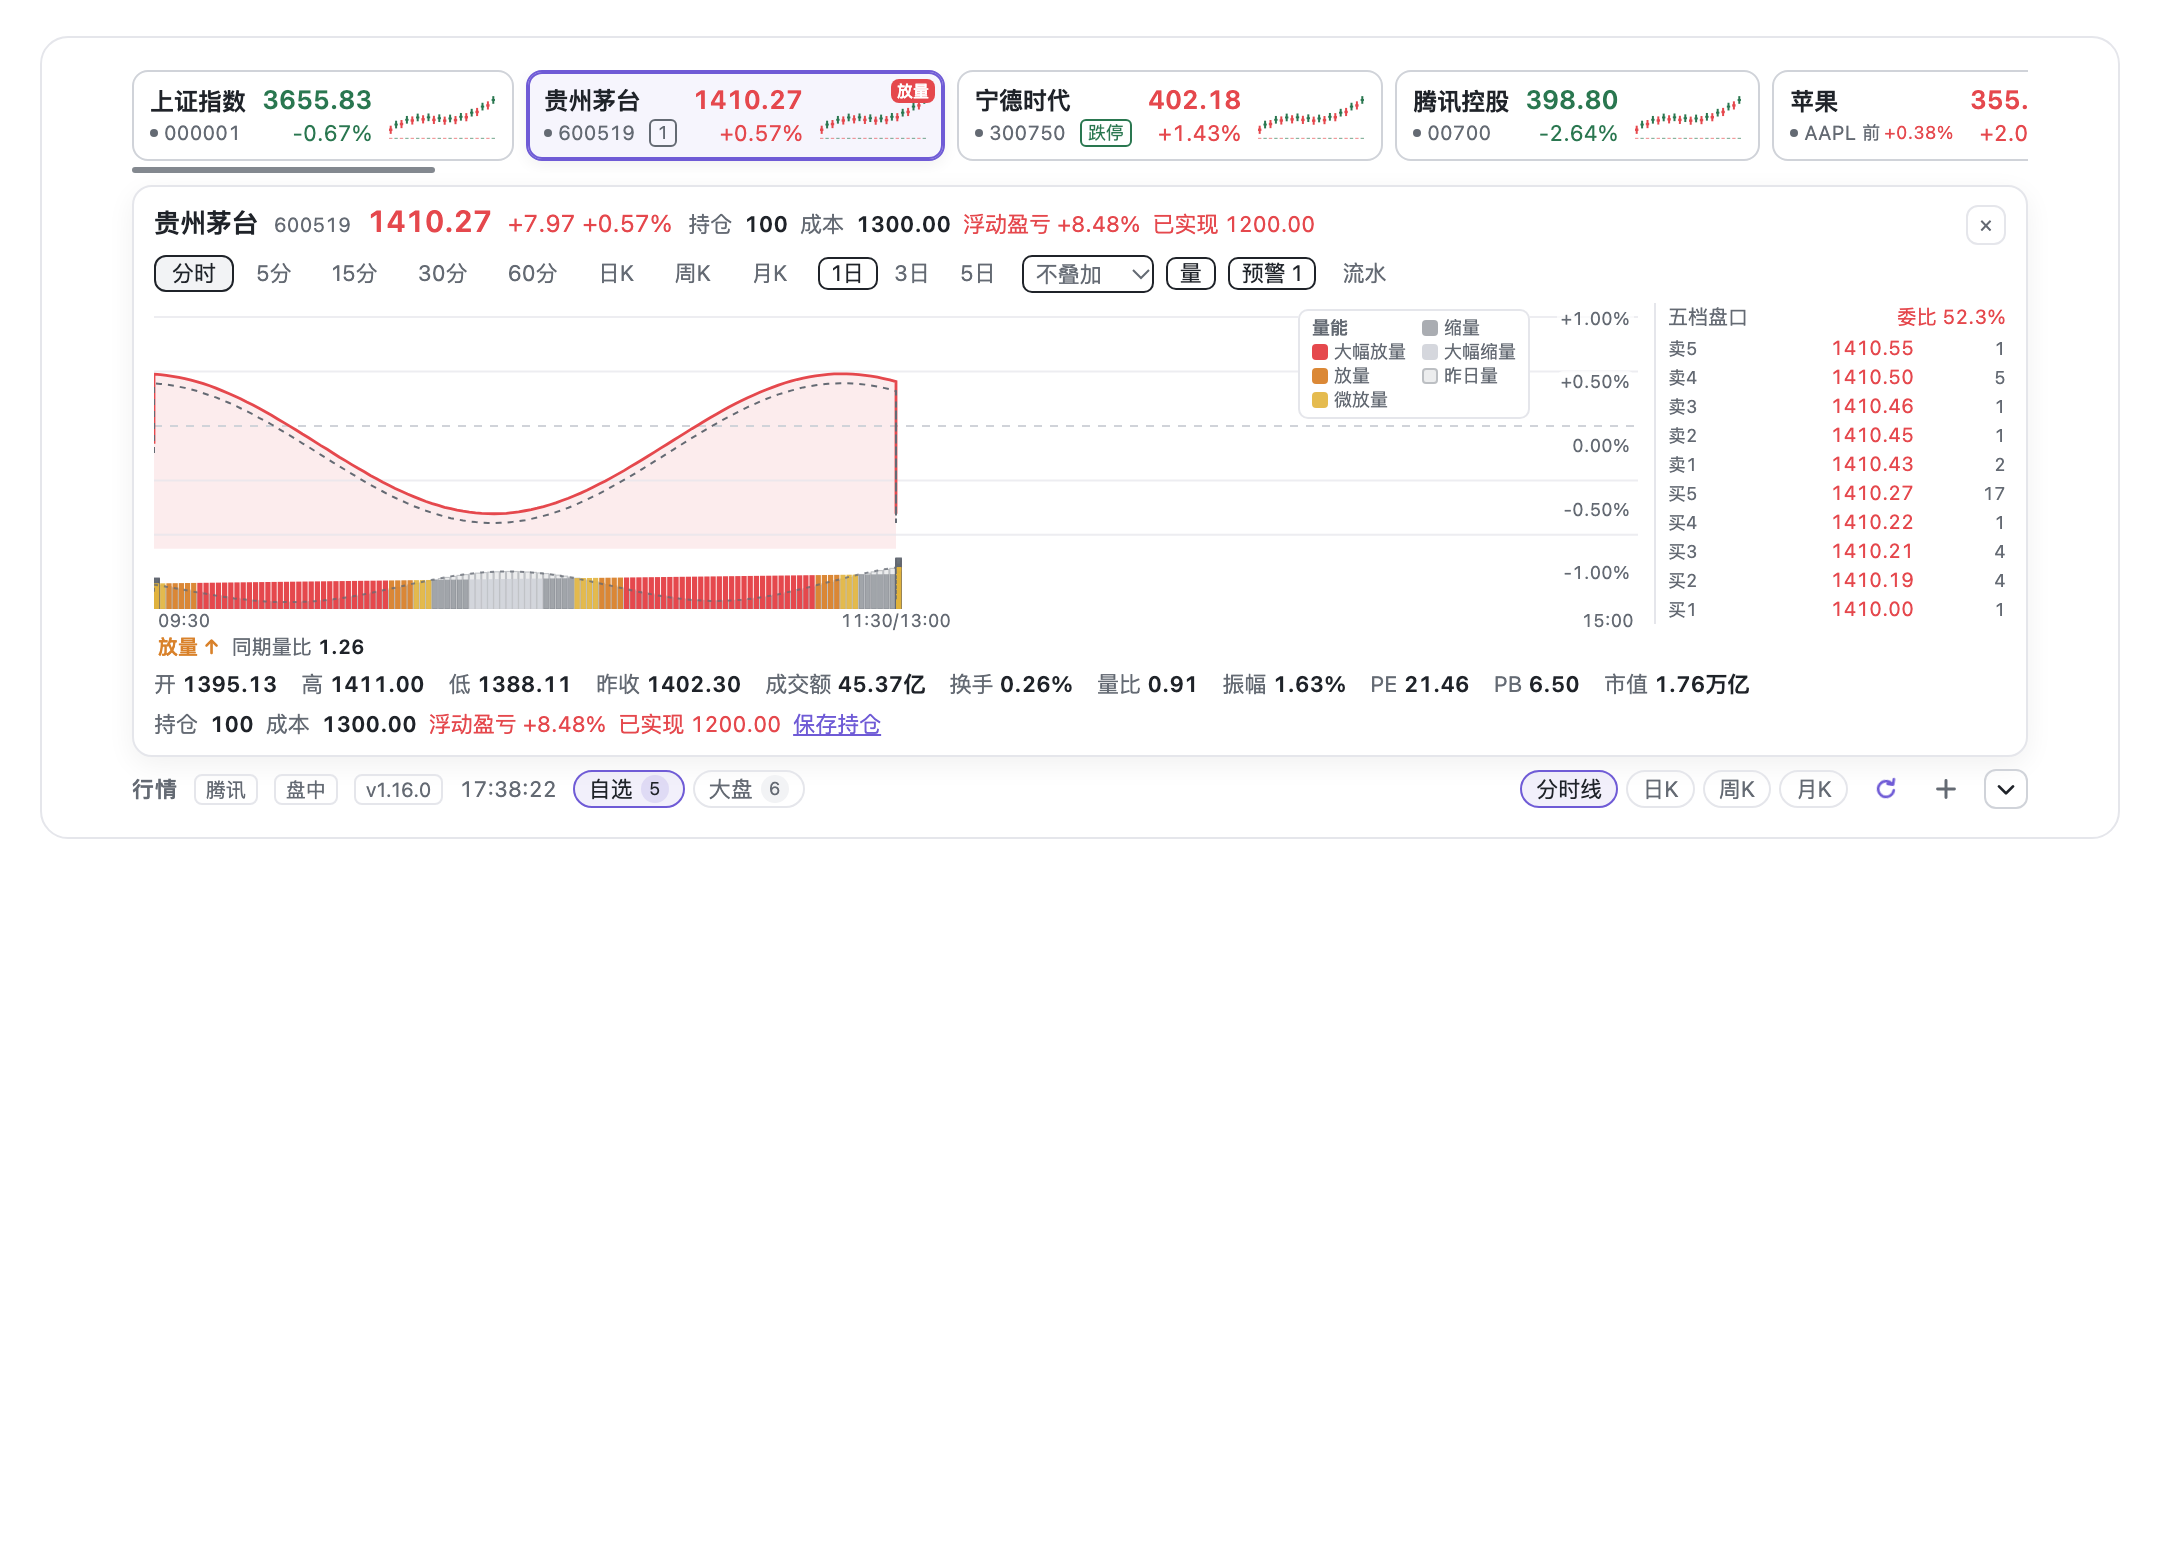 上证指数 3655.83
000001 -0.67%
贵州茅台 1410.27 放量
600519 1 +0.57%
宁德时代 402.18
300750 跌停 +1.43%
腾讯控股 398.80
00700 -2.64%
苹果 355.
AAPL 前 +0.38% +2.0
贵州茅台 600519 1410.27 +7.97 +0.57% 持仓 100 成本 1300.00 浮动盈亏 +8.48% 已实现 1200.00 ×
分时 5分 15分 30分 60分 日K 周K 月K 1日 3日 5日 不叠加 量 预警 1 流水
量能 缩量
大幅放量 大幅缩量
放量 昨日量
微放量
+1.00%
+0.50%
0.00%
-0.50%
-1.00%
09:30 11:30/13:00 15:00
五档盘口 委比 52.3%
卖5 1410.55 1
卖4 1410.50 5
卖3 1410.46 1
卖2 1410.45 1
卖1 1410.43 2
买5 1410.27 17
买4 1410.22 1
买3 1410.21 4
买2 1410.19 4
买1 1410.00 1
放量 ↑ 同期量比 1.26
开 1395.13 高 1411.00 低 1388.11 昨收 1402.30 成交额 45.37亿 换手 0.26% 量比 0.91 振幅 1.63% PE 21.46 PB 6.50 市值 1.76万亿
持仓 100 成本 1300.00 浮动盈亏 +8.48% 已实现 1200.00 保存持仓
行情 腾讯 盘中 v1.16.0 17:38:22 自选 5 大盘 6 分时线 日K 周K 月K